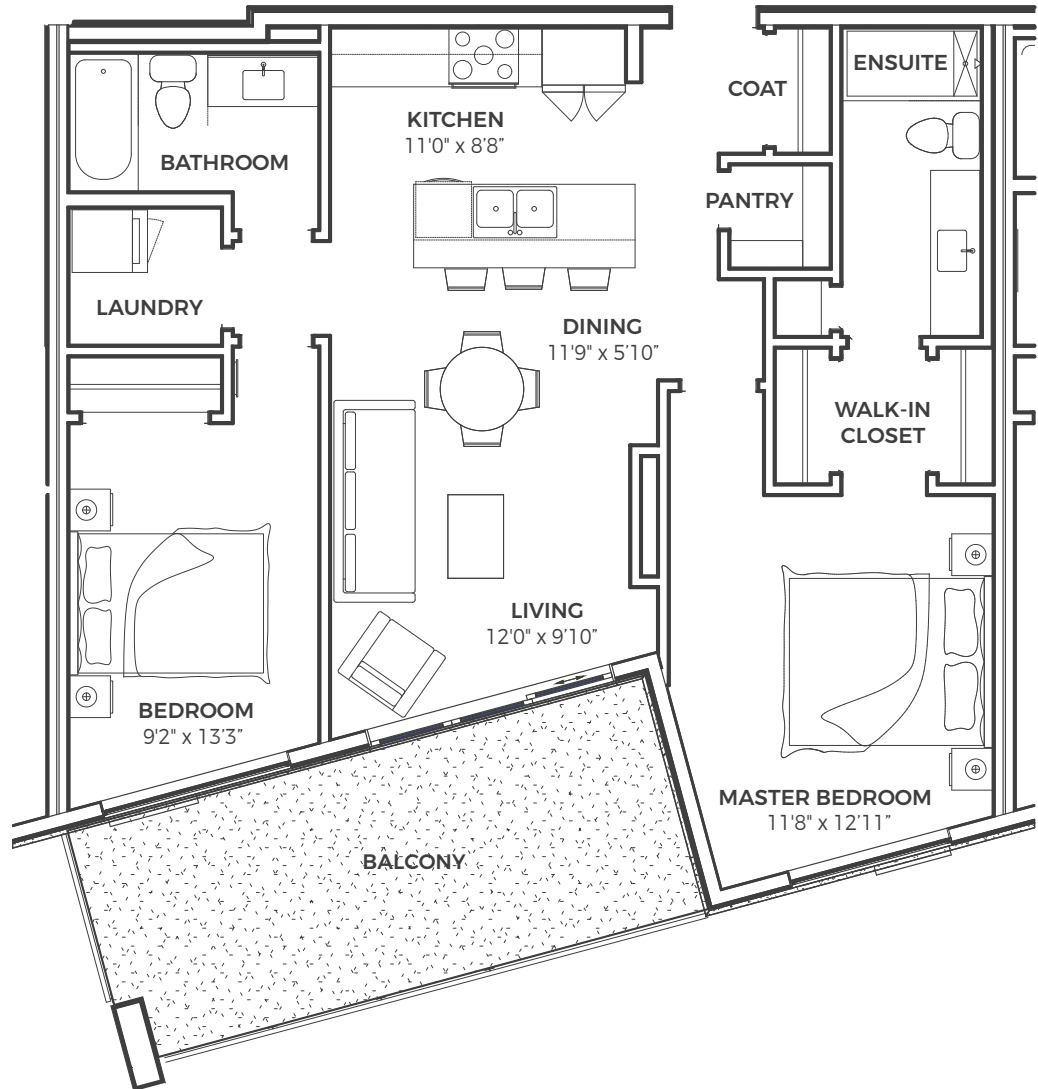 ENSUITE
COAT
KITCHEN
11'0" x 8'8"
BATHROOM
PANTRY
LAUNDRY
DINING
11'9" x 5'10"
WALK-IN
CLOSET
LIVING
12'0" x 9'10"
BEDROOM
9'2" x 13'3"
MASTER BEDROOM
11'8" x 12'11"
BALCONY